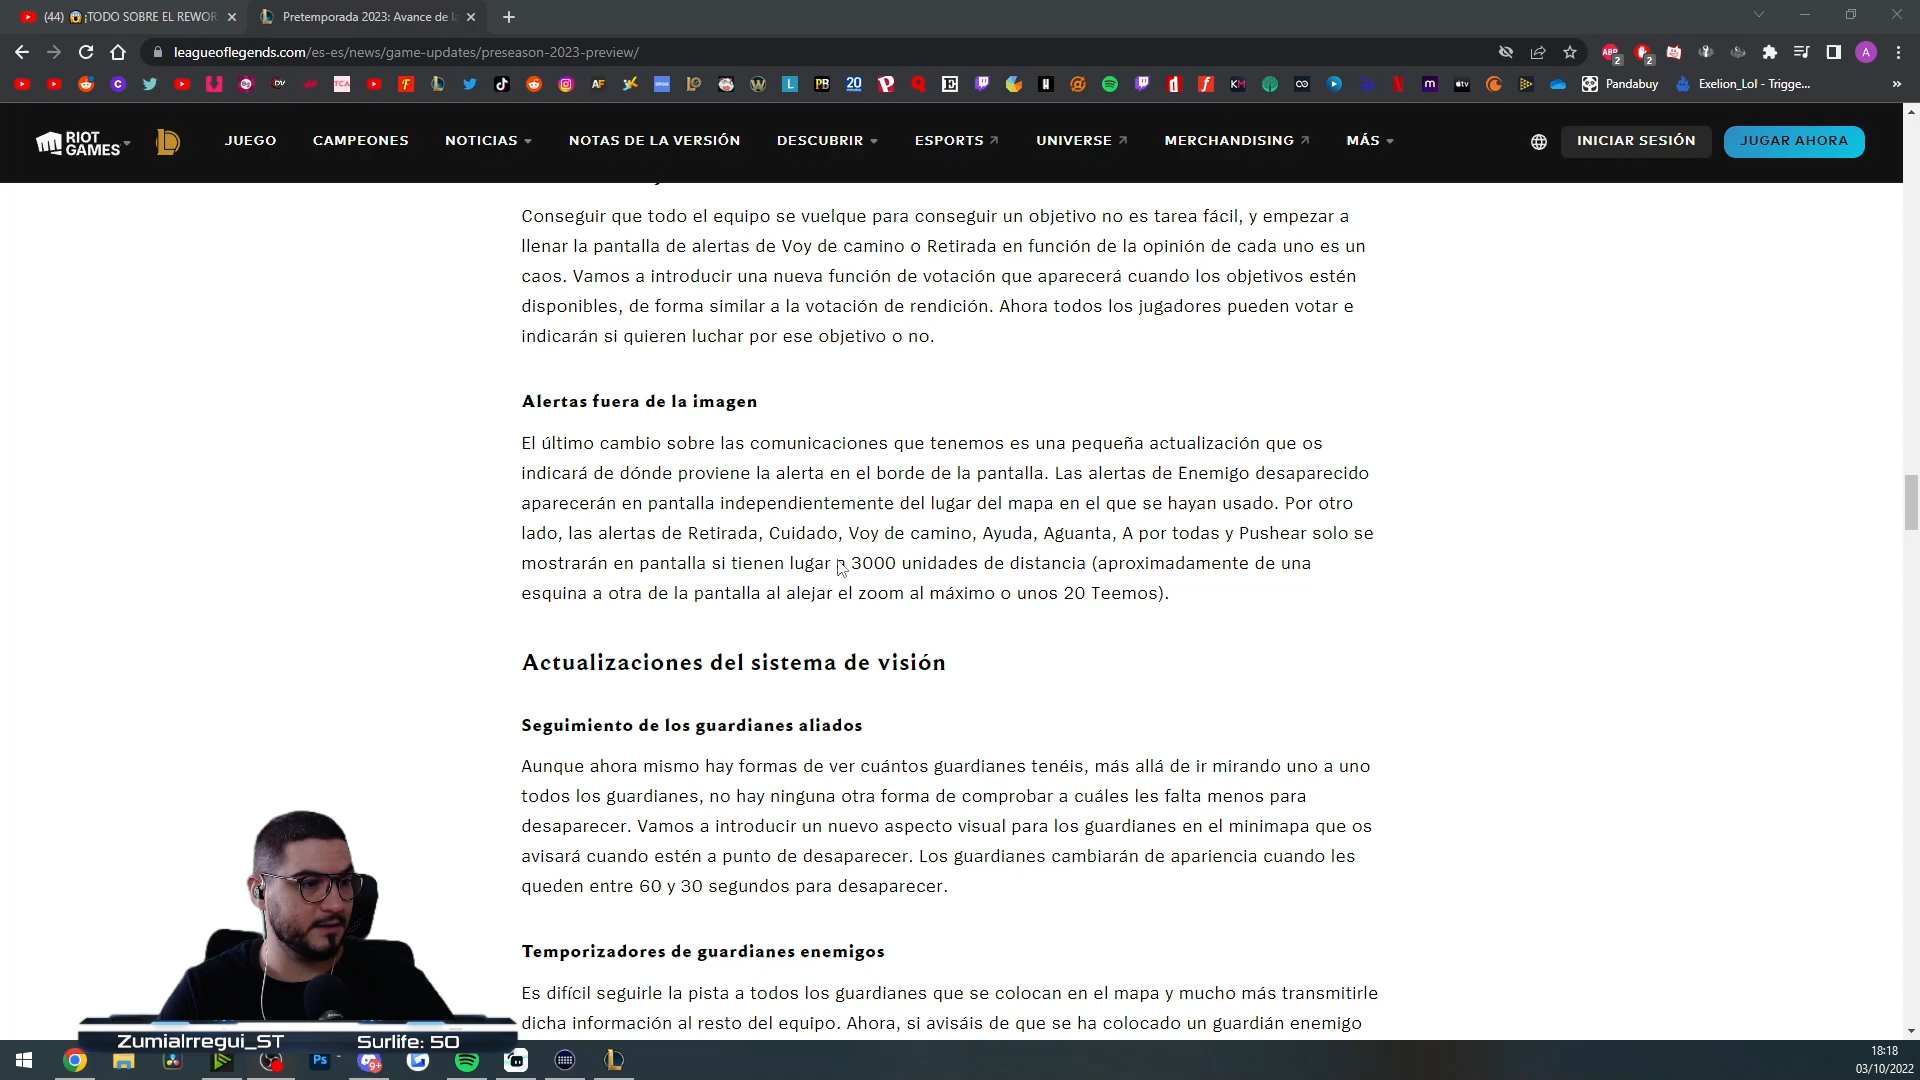 (44) 😱¡TODO SOBRE EL REWOR
Pretemporada 2023: Avance de la
leagueoflegends.com/es-es/news/game-updates/preseason-2023-preview/
Pandabuy
Exelion_Lol - Trigge...
RIOT GAMES
JUEGO
CAMPEONES
NOTICIAS
NOTAS DE LA VERSIÓN
DESCUBRIR
ESPORTS
UNIVERSE
MERCHANDISING
MÁS
INICIAR SESIÓN
JUGAR AHORA
Conseguir que todo el equipo se vuelque para conseguir un objetivo no es tarea fácil, y empezar a
llenar la pantalla de alertas de Voy de camino o Retirada en función de la opinión de cada uno es un
caos. Vamos a introducir una nueva función de votación que aparecerá cuando los objetivos estén
disponibles, de forma similar a la votación de rendición. Ahora todos los jugadores pueden votar e
indicarán si quieren luchar por ese objetivo o no.
Alertas fuera de la imagen
El último cambio sobre las comunicaciones que tenemos es una pequeña actualización que os
indicará de dónde proviene la alerta en el borde de la pantalla. Las alertas de Enemigo desaparecido
aparecerán en pantalla independientemente del lugar del mapa en el que se hayan usado. Por otro
lado, las alertas de Retirada, Cuidado, Voy de camino, Ayuda, Aguanta, A por todas y Pushear solo se
mostrarán en pantalla si tienen lugar a 3000 unidades de distancia (aproximadamente de una
esquina a otra de la pantalla al alejar el zoom al máximo o unos 20 Teemos).
Actualizaciones del sistema de visión
Seguimiento de los guardianes aliados
Aunque ahora mismo hay formas de ver cuántos guardianes tenéis, más allá de ir mirando uno a uno
todos los guardianes, no hay ninguna otra forma de comprobar a cuáles les falta menos para
desaparecer. Vamos a introducir un nuevo aspecto visual para los guardianes en el minimapa que os
avisará cuando estén a punto de desaparecer. Los guardianes cambiarán de apariencia cuando les
queden entre 60 y 30 segundos para desaparecer.
Temporizadores de guardianes enemigos
Es difícil seguirle la pista a todos los guardianes que se colocan en el mapa y mucho más transmitirle
dicha información al resto del equipo. Ahora, si avisáis de que se ha colocado un guardián enemigo
ZumiaIrregui_ST
Surlife: 50
18:18
03/10/2022